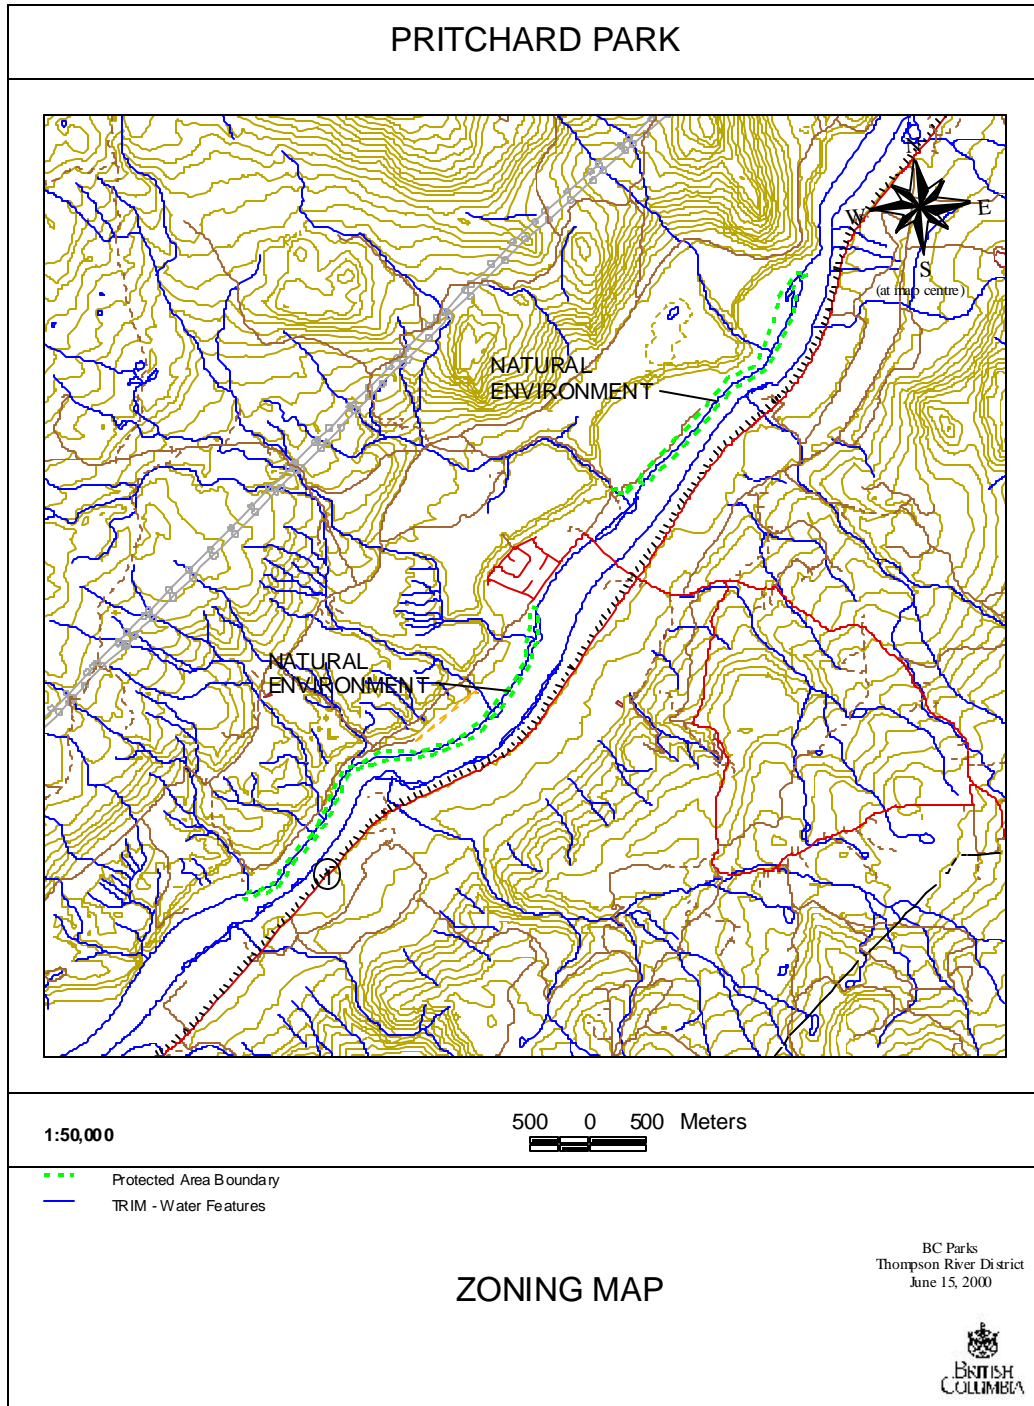 PRITCHARD PARK
N
W
E
S
(at map centre)
NATURAL
ENVIRONMENT
NATURAL
ENVIRONMENT
1
1:50,000
500 0 500 Meters
Protected Area Boundary
TRIM - Water Features
BC Parks
Thompson River District
June 15, 2000
ZONING MAP
BRITISH
COLUMBIA